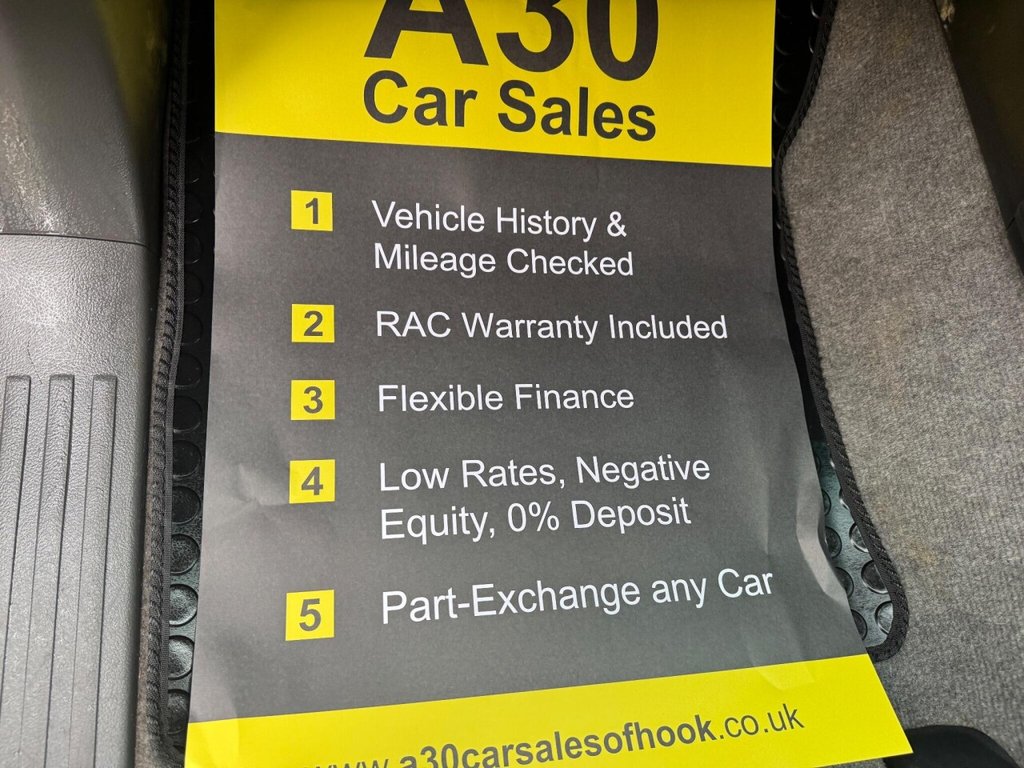 A30
Car Sales
1
Vehicle History &
Mileage Checked
2
RAC Warranty Included
3
Flexible Finance
4
Low Rates, Negative
Equity, 0% Deposit
5
Part-Exchange any Car
www.a30carsalesofhook.co.uk